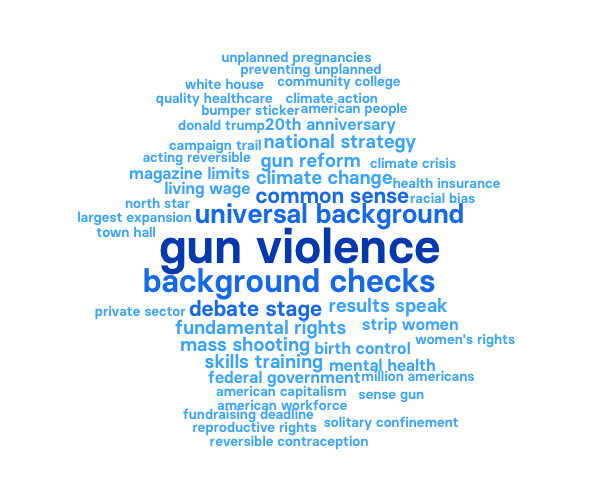 unplanned pregnancies
preventing unplanned
white house
community college
quality healthcare
climate action
bumper sticker
american people
donald trump
20th anniversary
campaign trail
national strategy
acting reversible
gun reform
climate crisis
magazine limits
climate change
health insurance
living wage
common sense
racial bias
north star
largest expansion
universal background
town hall
gun violence
background checks
private sector
debate stage
results speak
fundamental rights
strip women
women's rights
mass shooting
birth control
skills training
mental health
federal government
million americans
american capitalism
sense gun
american workforce
fundraising deadline
reproductive rights
solitary confinement
reversible contraception